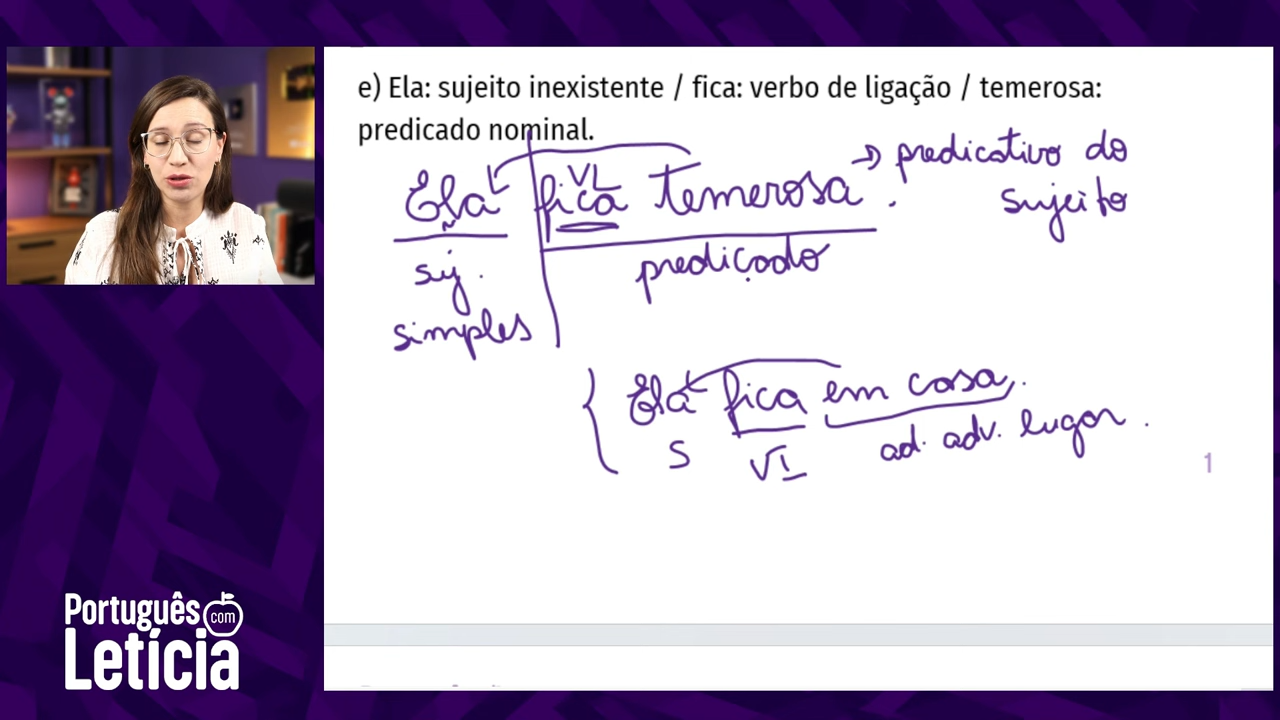 e) Ela: sujeito inexistente / fica: verbo de ligação / temerosa:
predicado nominal.
Ela fica temerosa. → predicativo do
sujeito
VL
suj.
predicado
simples
Ela fica em casa.
S VI ad. adv. lugar.
1
Português com
Letícia